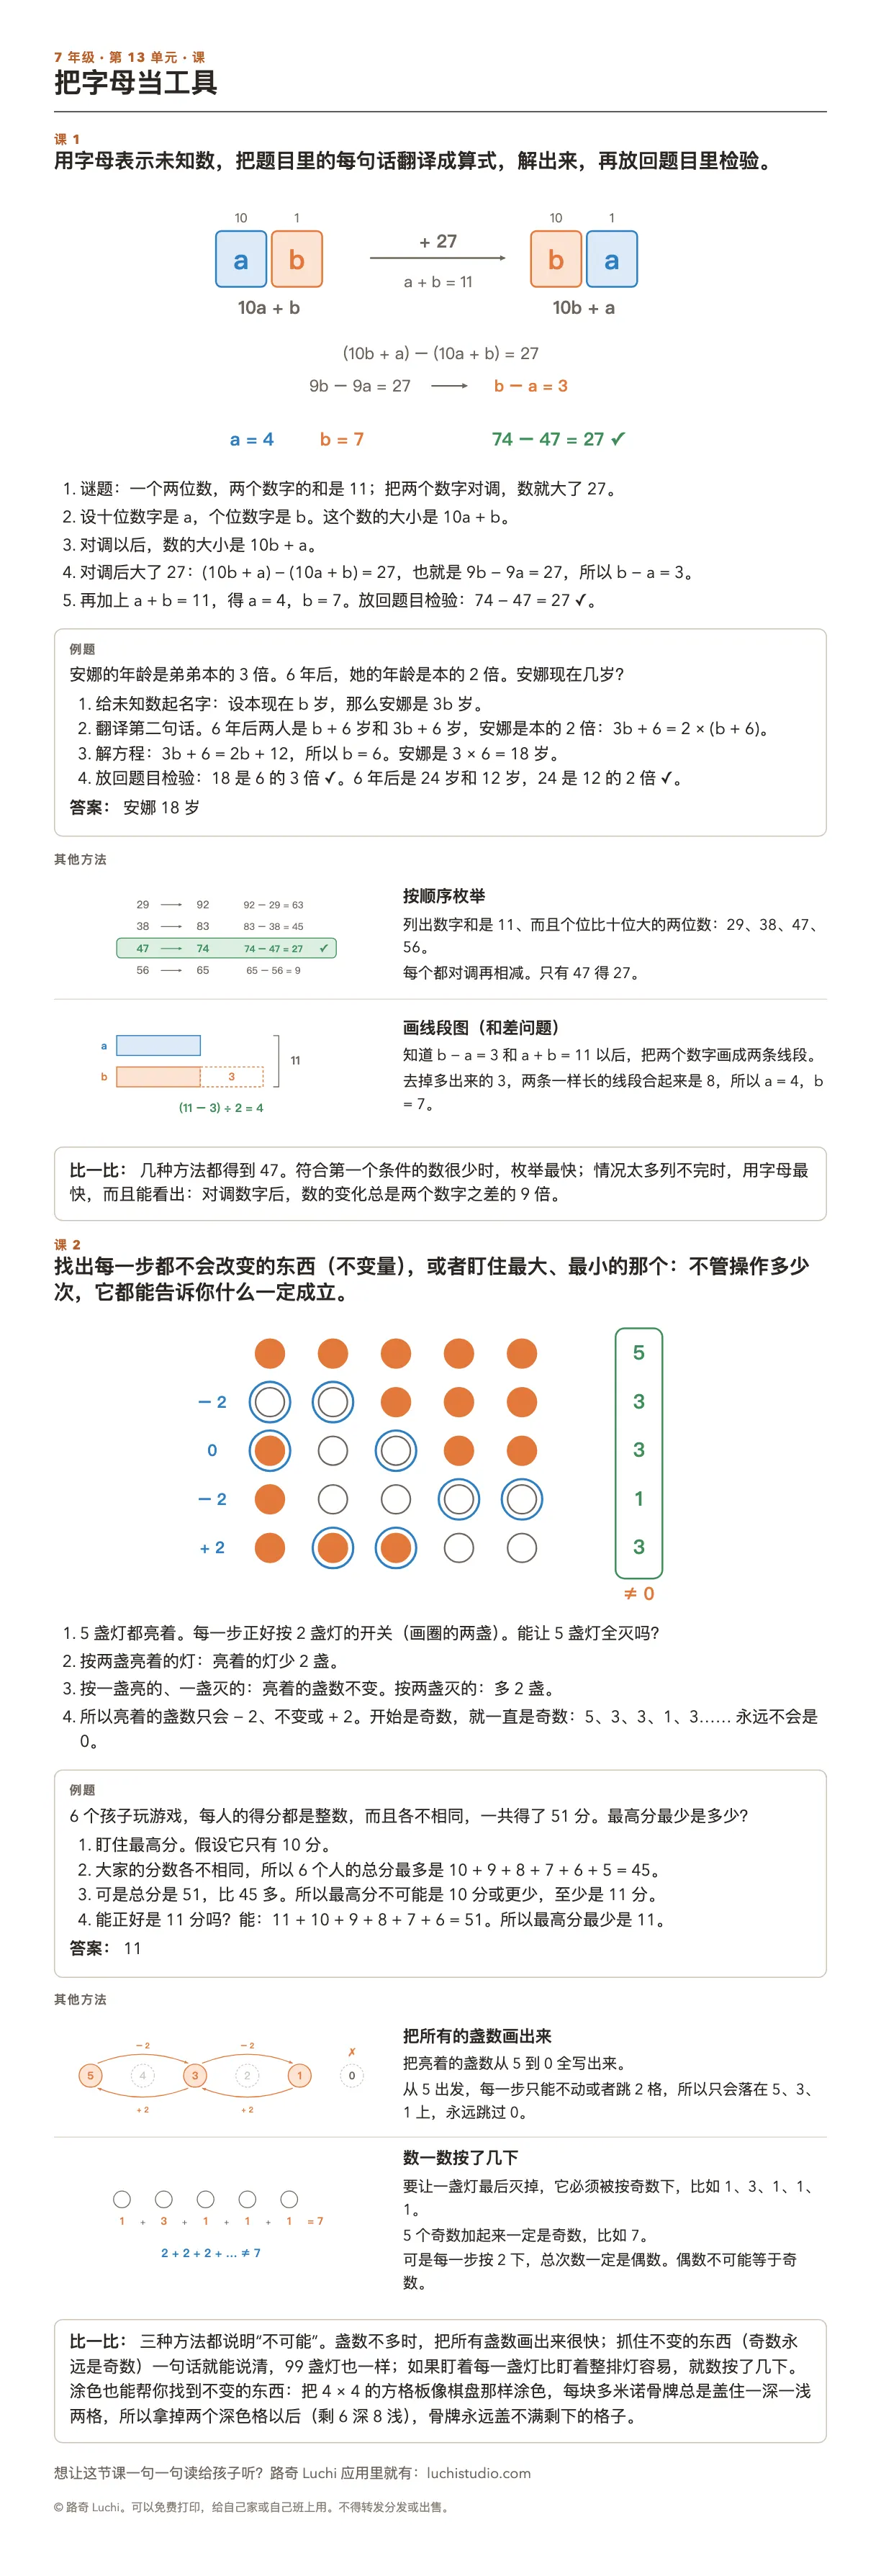 7 年级 · 第 13 单元 · 课
把字母当工具
课 1
用字母表示未知数，把题目里的每句话翻译成算式，解出来，再放回题目里检验。
10 1 10 1
a b + 27 b a
a + b = 11
10a + b 10b + a
(10b + a) − (10a + b) = 27
9b − 9a = 27 → b − a = 3
a = 4 b = 7 74 − 47 = 27 ✓
1. 谜题：一个两位数，两个数字的和是 11；把两个数字对调，数就大了 27。
2. 设十位数字是 a，个位数字是 b。这个数的大小是 10a + b。
3. 对调以后，数的大小是 10b + a。
4. 对调后大了 27：(10b + a) – (10a + b) = 27，也就是 9b – 9a = 27，所以 b – a = 3。
5. 再加上 a + b = 11，得 a = 4，b = 7。放回题目检验：74 – 47 = 27 ✓。
例题
安娜的年龄是弟弟本的 3 倍。6 年后，她的年龄是本的 2 倍。安娜现在几岁？
1. 给未知数起名字：设本现在 b 岁，那么安娜是 3b 岁。
2. 翻译第二句话。6 年后两人是 b + 6 岁和 3b + 6 岁，安娜是本的 2 倍：3b + 6 = 2 × (b + 6)。
3. 解方程：3b + 6 = 2b + 12，所以 b = 6。安娜是 3 × 6 = 18 岁。
4. 放回题目检验：18 是 6 的 3 倍 ✓。6 年后是 24 岁和 12 岁，24 是 12 的 2 倍 ✓。
答案： 安娜 18 岁
其他方法
29 → 92 92 − 29 = 63
38 → 83 83 − 38 = 45
47 → 74 74 − 47 = 27 ✓
56 → 65 65 − 56 = 9
按顺序枚举
列出数字和是 11、而且个位比十位大的两位数：29、38、47、
56。
每个都对调再相减。只有 47 得 27。
a
b 3
11
(11 − 3) ÷ 2 = 4
画线段图（和差问题）
知道 b – a = 3 和 a + b = 11 以后，把两个数字画成两条线段。
去掉多出来的 3，两条一样长的线段合起来是 8，所以 a = 4，b
= 7。
比一比： 几种方法都得到 47。符合第一个条件的数很少时，枚举最快；情况太多列不完时，用字母最
快，而且能看出：对调数字后，数的变化总是两个数字之差的 9 倍。
课 2
找出每一步都不会改变的东西（不变量），或者盯住最大、最小的那个：不管操作多少
次，它都能告诉你什么一定成立。
5
− 2 3
0 3
− 2 1
+ 2 3
≠ 0
1. 5 盏灯都亮着。每一步正好按 2 盏灯的开关（画圈的两盏）。能让 5 盏灯全灭吗？
2. 按两盏亮着的灯：亮着的灯少 2 盏。
3. 按一盏亮的、一盏灭的：亮着的盏数不变。按两盏灭的：多 2 盏。
4. 所以亮着的盏数只会 – 2、不变或 + 2。开始是奇数，就一直是奇数：5、3、3、1、3…… 永远不会是
0。
例题
6 个孩子玩游戏，每人的得分都是整数，而且各不相同，一共得了 51 分。最高分最少是多少？
1. 盯住最高分。假设它只有 10 分。
2. 大家的分数各不相同，所以 6 个人的总分最多是 10 + 9 + 8 + 7 + 6 + 5 = 45。
3. 可是总分是 51，比 45 多。所以最高分不可能是 10 分或更少，至少是 11 分。
4. 能正好是 11 分吗？能：11 + 10 + 9 + 8 + 7 + 6 = 51。所以最高分最少是 11。
答案： 11
其他方法
− 2 − 2 ✗
5 4 3 2 1 0
+ 2 + 2
把所有的盏数画出来
把亮着的盏数从 5 到 0 全写出来。
从 5 出发，每一步只能不动或者跳 2 格，所以只会落在 5、3、
1 上，永远跳过 0。
1 + 3 + 1 + 1 + 1 = 7
2 + 2 + 2 + … ≠ 7
数一数按了几下
要让一盏灯最后灭掉，它必须被按奇数下，比如 1、3、1、1、
1。
5 个奇数加起来一定是奇数，比如 7。
可是每一步按 2 下，总次数一定是偶数。偶数不可能等于奇
数。
比一比： 三种方法都说明“不可能”。盏数不多时，把所有盏数画出来很快；抓住不变的东西（奇数永
远是奇数）一句话就能说清，99 盏灯也一样；如果盯着每一盏灯比盯着整排灯容易，就数按了几下。
涂色也能帮你找到不变的东西：把 4 × 4 的方格板像棋盘那样涂色，每块多米诺骨牌总是盖住一深一浅
两格，所以拿掉两个深色格以后（剩 6 深 8 浅），骨牌永远盖不满剩下的格子。
想让这节课一句一句读给孩子听？路奇 Luchi 应用里就有：luchistudio.com
© 路奇 Luchi。可以免费打印，给自己家或自己班上用。不得转发分发或出售。